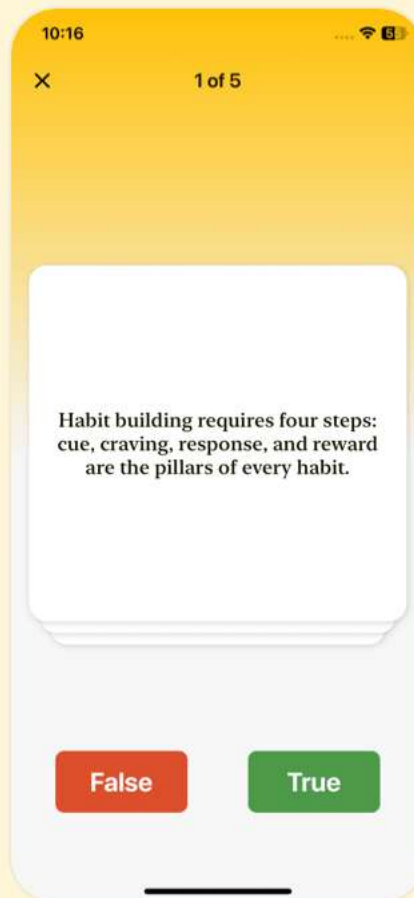 10:16
1 of 5
Habit building requires four steps:
cue, craving, response, and reward
are the pillars of every habit.
False
True